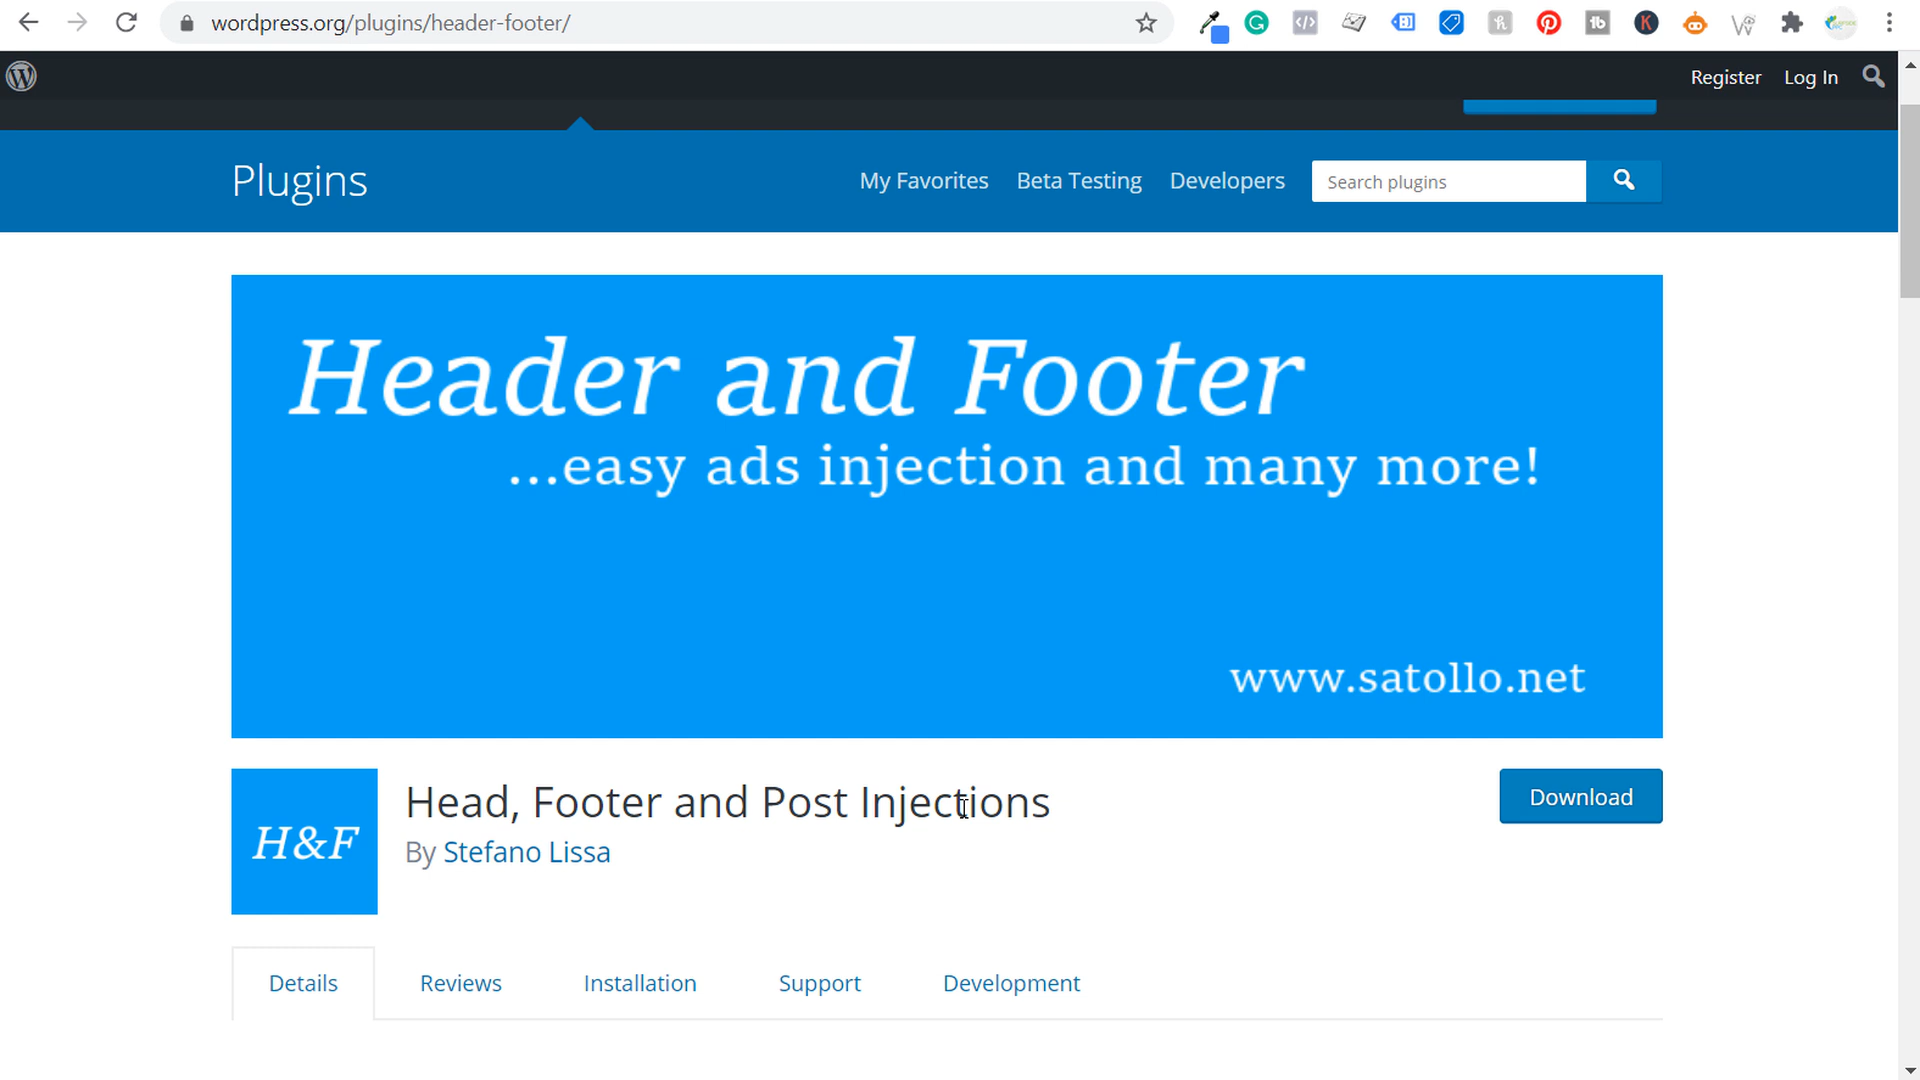 wordpress.org/plugins/header-footer/
Register Log In
Plugins
My Favorites Beta Testing Developers Search plugins
Header and Footer
...easy ads injection and many more!
www.satollo.net
H&F
Head, Footer and Post Injections
By Stefano Lissa
Download
Details Reviews Installation Support Development